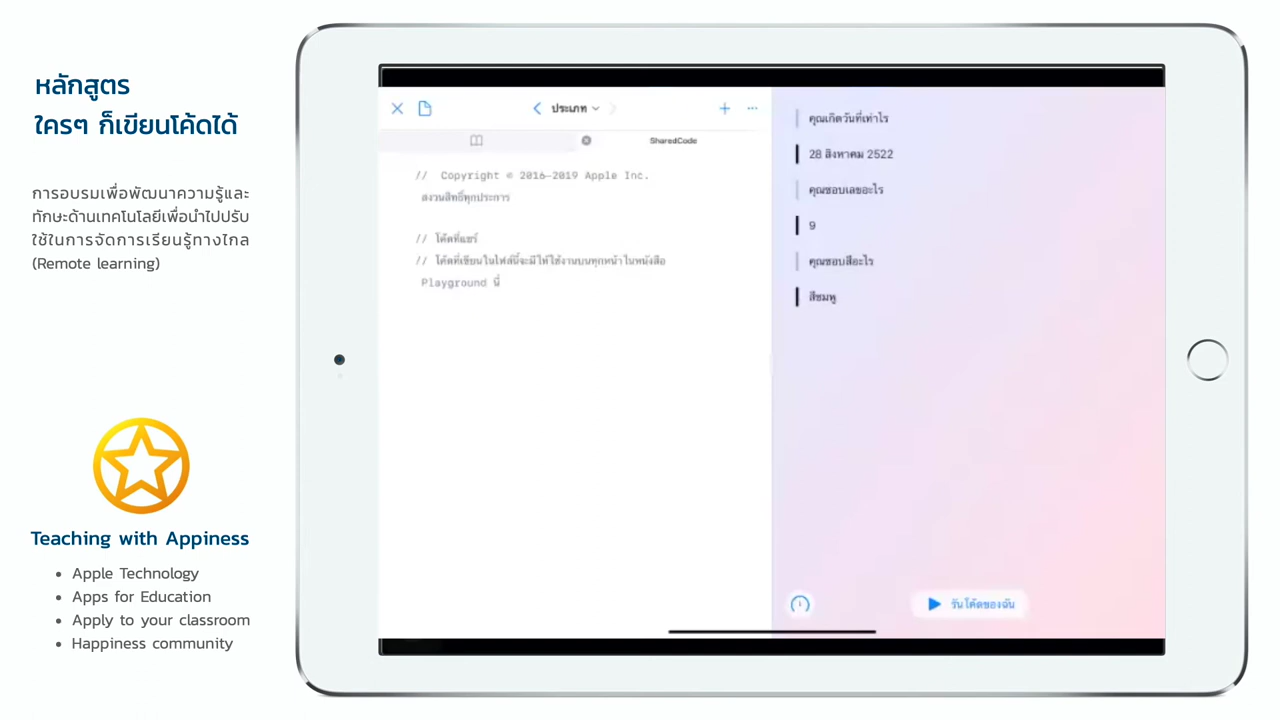 หลักสูตร
ใครๆ ก็เขียนโค้ดได้
การอบรมเพื่อพัฒนาความรู้และ
ทักษะด้านเทคโนโลยีเพื่อนำไปปรับ
ใช้ในการจัดการเรียนรู้ทางไกล
(Remote learning)
Teaching with Appiness
• Apple Technology
• Apps for Education
• Apply to your classroom
• Happiness community
ประเภท
SharedCode
// Copyright © 2016–2019 Apple Inc.
สงวนสิทธิ์ทุกประการ
// โค้ดที่แชร์
// โค้ดที่เขียนในไฟล์นี้จะมีให้ใช้งานบนทุกหน้าในหนังสือ
Playground นี้
คุณเกิดวันที่เท่าไร
28 สิงหาคม 2522
คุณชอบเลขอะไร
9
คุณชอบสีอะไร
สีชมพู
รันโค้ดของฉัน